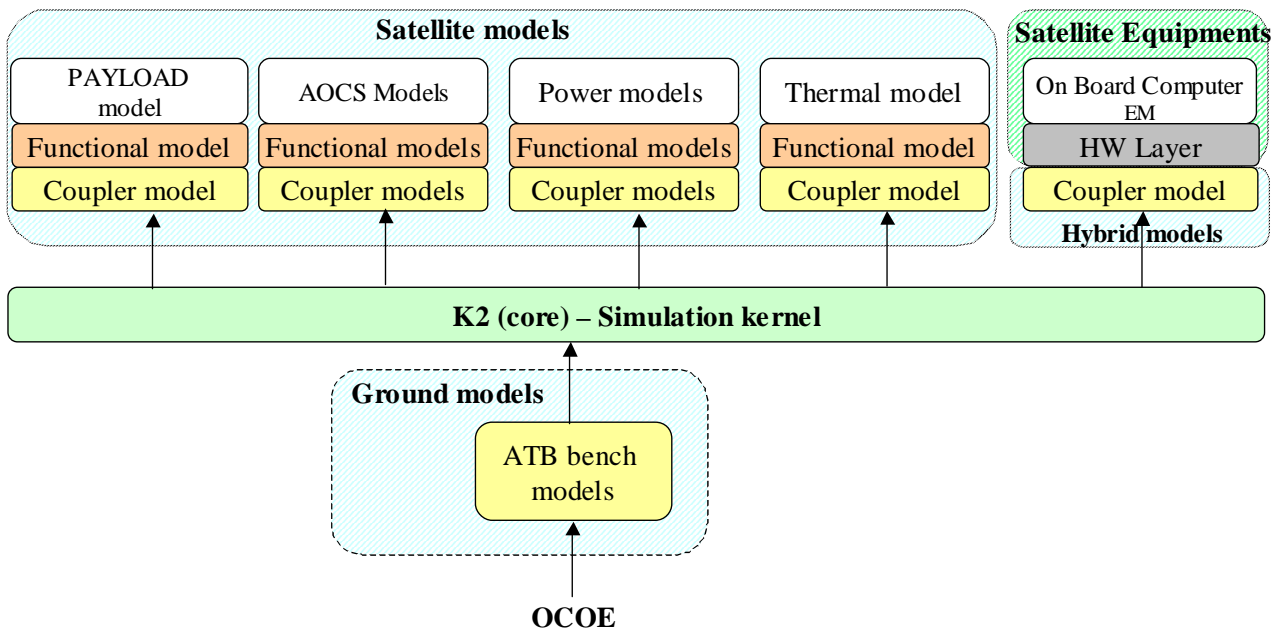 Satellite models
Satellite Equipments
PAYLOAD
model
AOCS Models
Power models
Thermal model
On Board Computer
EM
Functional model
Functional models
Functional models
Functional model
HW Layer
Coupler model
Coupler models
Coupler models
Coupler model
Coupler model
Hybrid models
K2 (core) – Simulation kernel
Ground models
ATB bench
models
OCOE